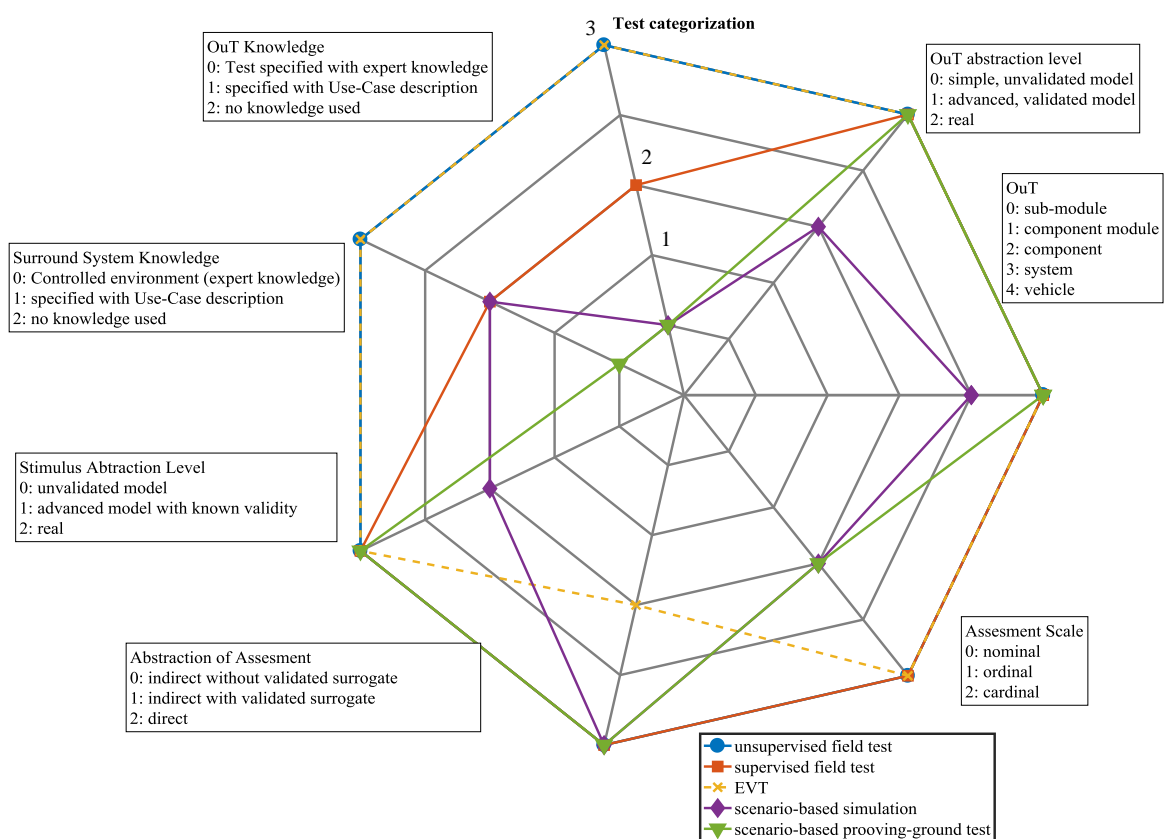 3
Test categorization
OuT Knowledge
0: Test specified with expert knowledge
1: specified with Use-Case description
2: no knowledge used
OuT abstraction level
0: simple, unvalidated model
1: advanced, validated model
2: real
2
OuT
0: sub-module
1: component module
2: component
3: system
4: vehicle
1
Surround System Knowledge
0: Controlled environment (expert knowledge)
1: specified with Use-Case description
2: no knowledge used
Stimulus Abtraction Level
0: unvalidated model
1: advanced model with known validity
2: real
Abstraction of Assesment
0: indirect without validated surrogate
1: indirect with validated surrogate
2: direct
Assesment Scale
0: nominal
1: ordinal
2: cardinal
unsupervised field test
supervised field test
EVT
scenario-based simulation
scenario-based prooving-ground test